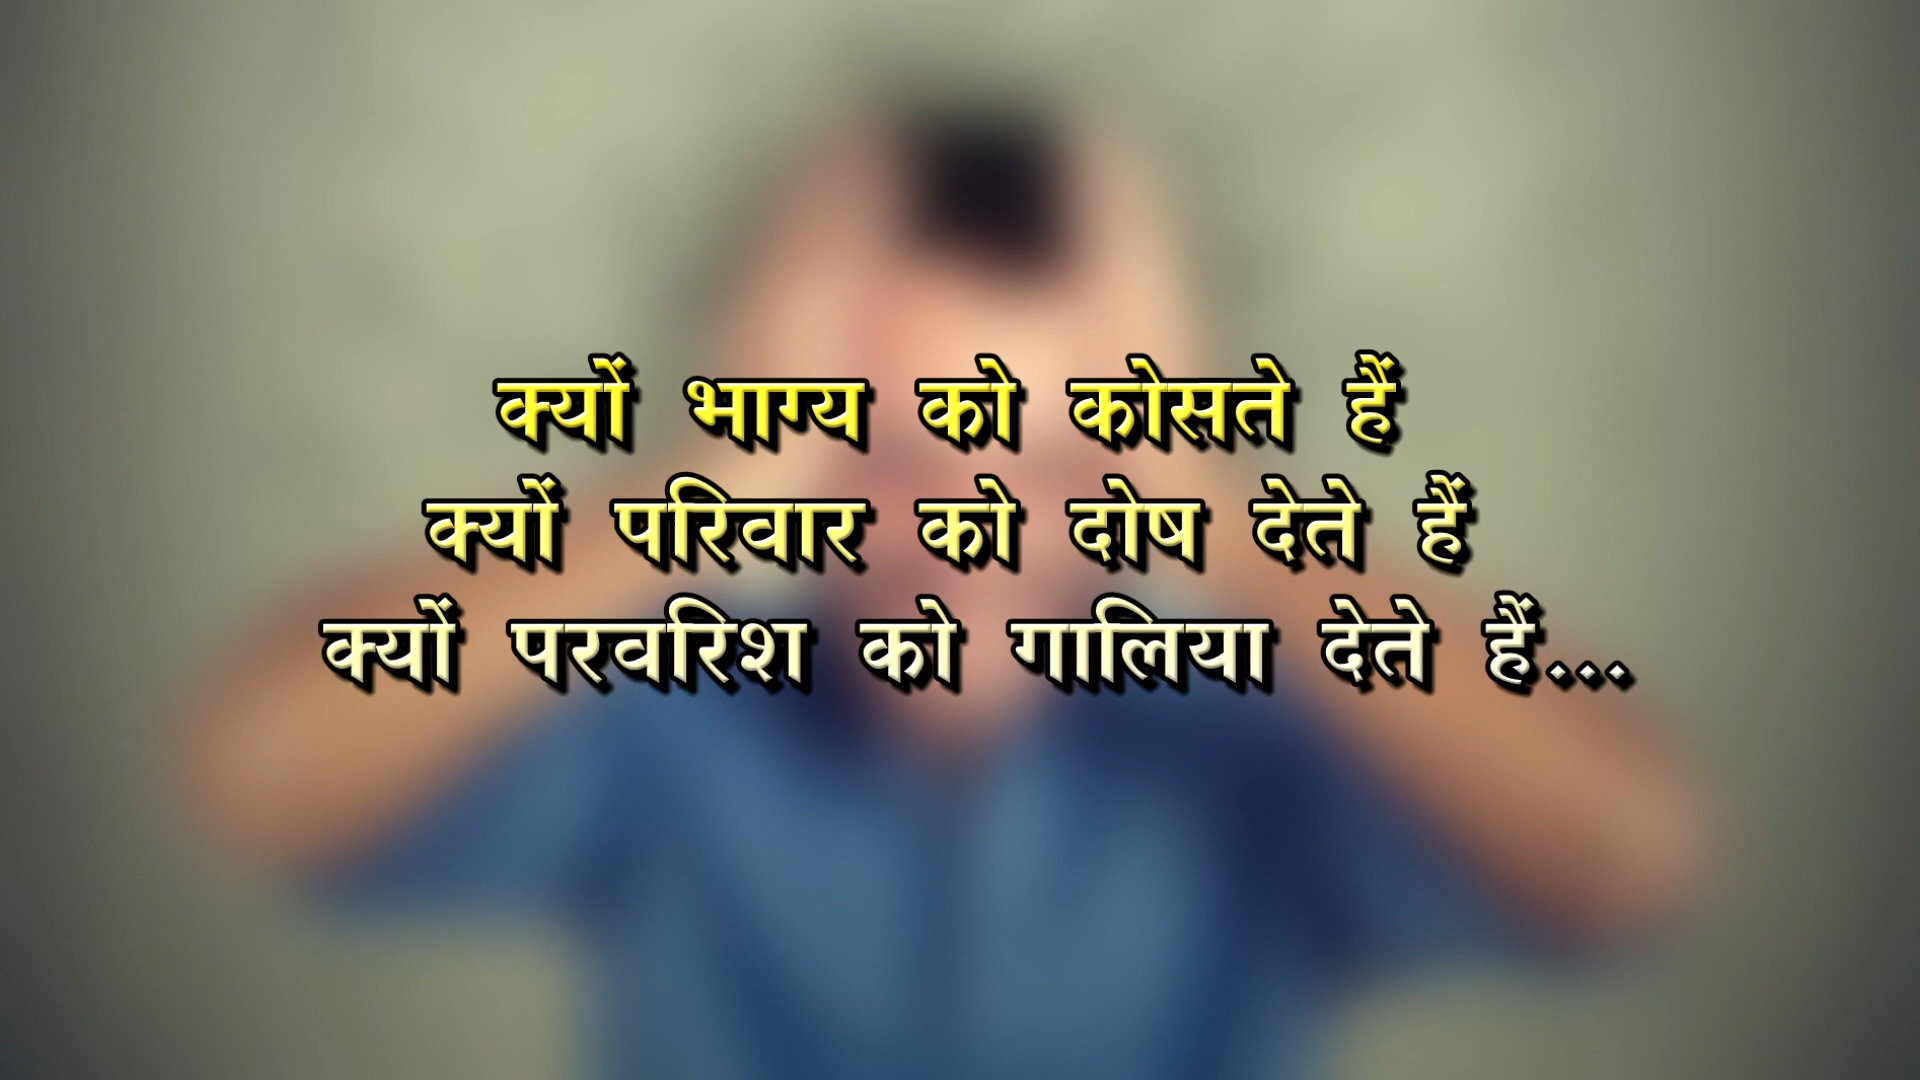 क्यों भाग्य को कोसते हैं
क्यों परिवार को दोष देते हैं
क्यों परवरिश को गालिया देते हैं...